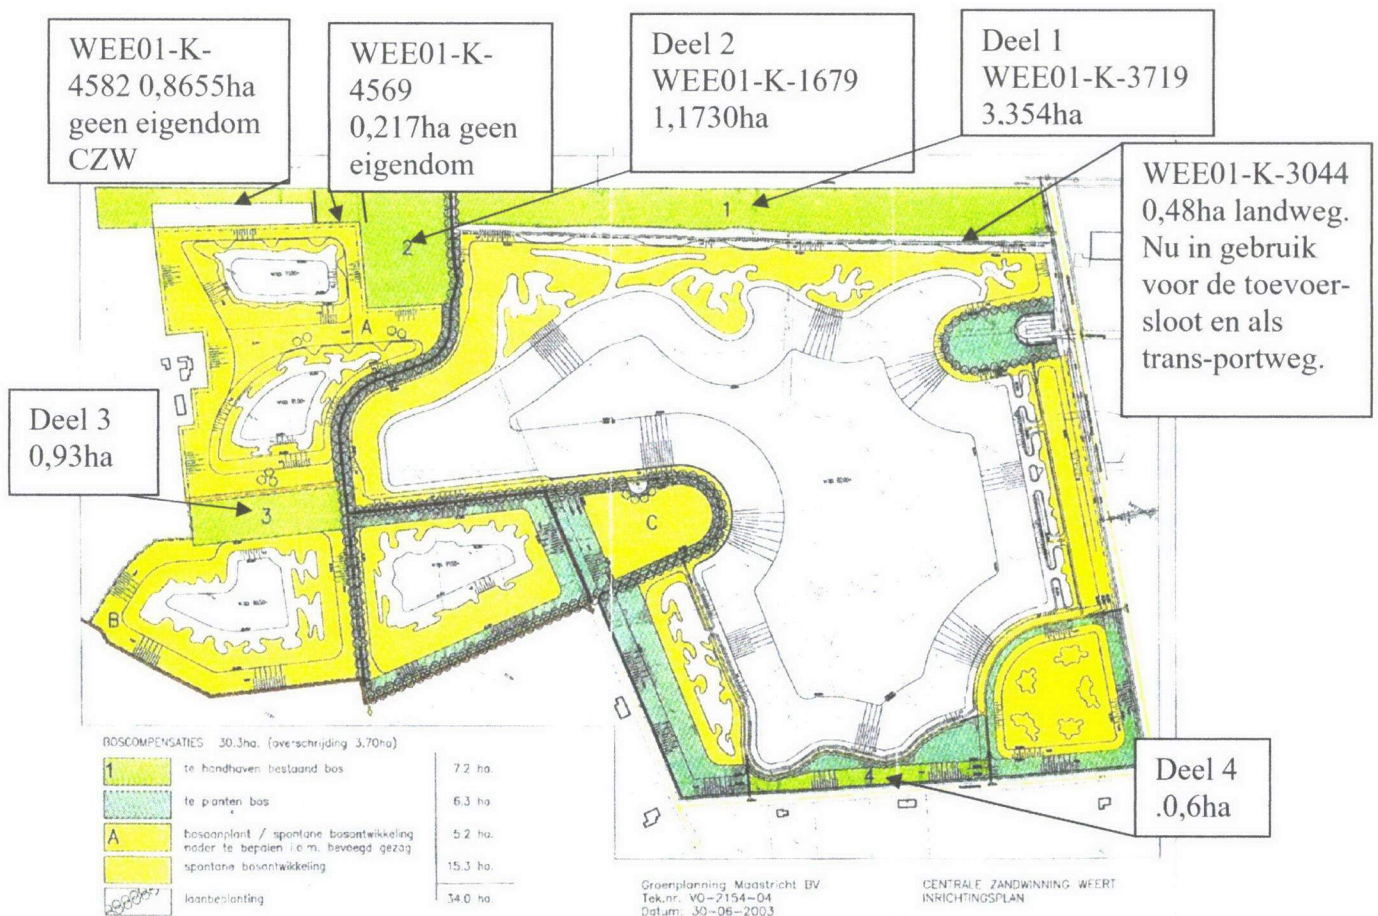 WEE01-K-
4582 0,8655ha
geen eigendom
CZW
WEE01-K-
4569
0,217ha geen
eigendom
Deel 2
WEE01-K-1679
1,1730ha
Deel 1
WEE01-K-3719
3.354ha
WEE01-K-3044
0,48ha landweg.
Nu in gebruik
voor de toevoer-
sloot en als
trans-portweg.
1
2
A
Deel 3
0,93ha
3
C
B
4
Deel 4
.0,6ha
BOSCOMPENSATIES 30.3ha. (overschrijding 3.70ha)
1 te handhaven bestaand bos 7.2 ha.
te planten bos 6.3 ha.
A bosaanplant / spontane bosontwikkeling 5.2 ha.
nader te bepalen i.o.m. bevoegd gezag
spontane bosontwikkeling 15.3 ha.
laanbeplanting 34.0 ha.
Groenplanning Maastricht BV
Tek.nr. VO-2154-04
Datum: 30-06-2003
CENTRALE ZANDWINNING WEERT
INRICHTINGSPLAN